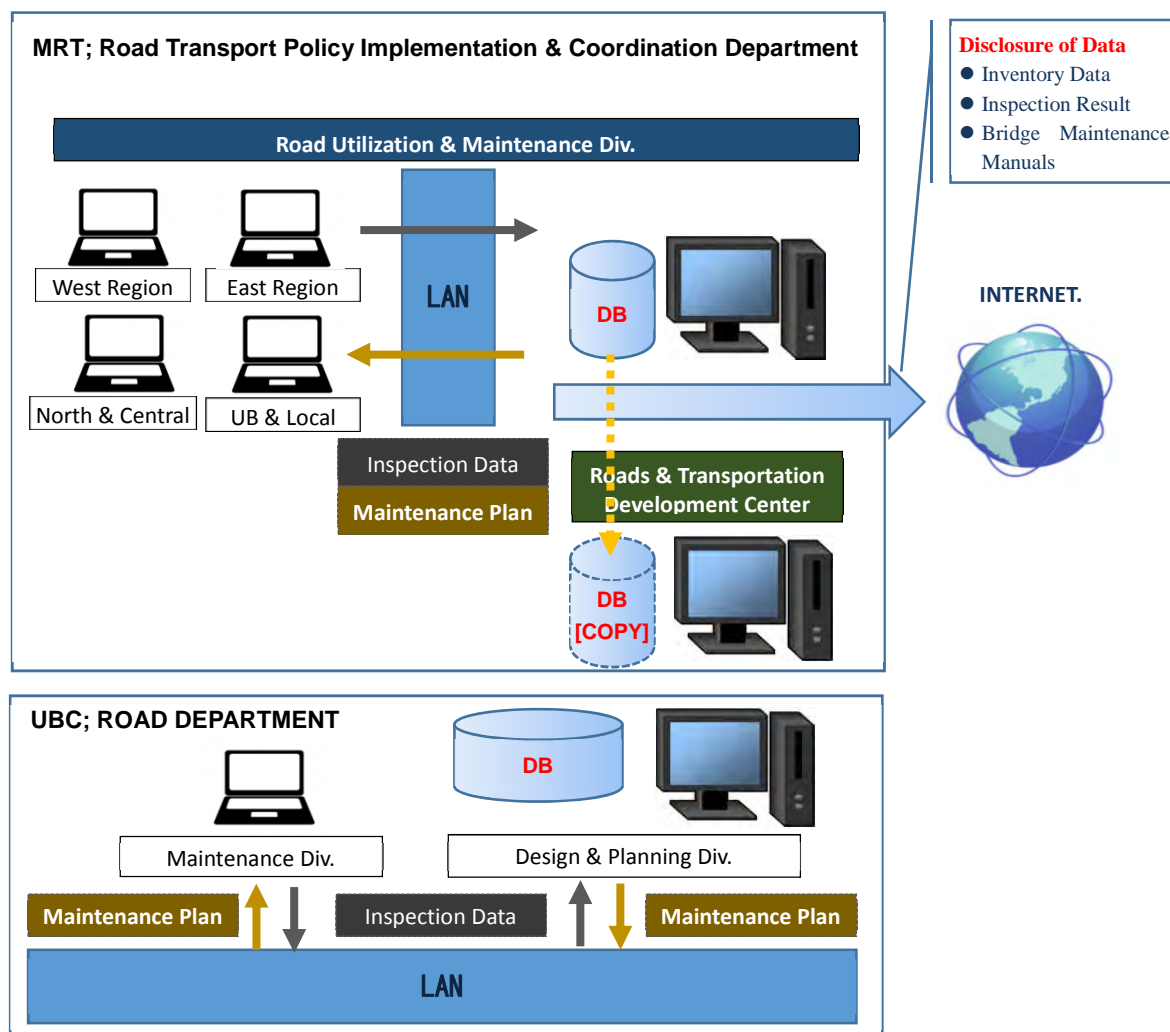 MRT; Road Transport Policy Implementation & Coordination Department
Disclosure of Data
● Inventory Data
● Inspection Result
● Bridge Maintenance
Manuals
Road Utilization & Maintenance Div.
West Region
East Region
LAN
DB
INTERNET.
North & Central
UB & Local
Inspection Data
Maintenance Plan
Roads & Transportation
Development Center
DB
[COPY]
UBC; ROAD DEPARTMENT
DB
Maintenance Div.
Design & Planning Div.
Maintenance Plan
Inspection Data
Maintenance Plan
LAN